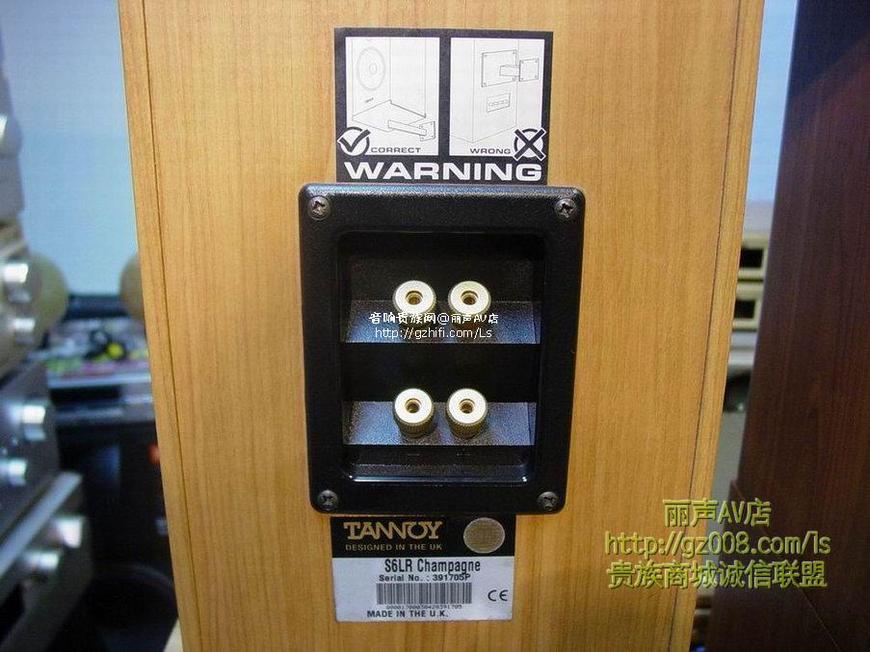 CORRECT
WRONG
WARNING
音响贵族网@丽声AV店
http://gzhifi.com/Ls
TANNOY
DESIGNED IN THE UK
S6LR Champagne
Serial No.: 391705P
MADE IN THE U.K.
CE
丽声AV店
http://gz008.com/ls
贵族商城诚信联盟